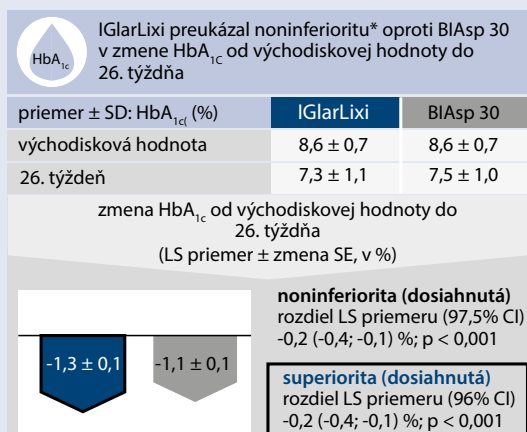 HbA1c
IGlarLixi preukázal noninferioritu* oproti BIAsp 30
v zmene HbA1C od východiskovej hodnoty do
26. týždňa
priemer ± SD: HbA1c( (%) IGlarLixi BIAsp 30
východisková hodnota 8,6 ± 0,7 8,6 ± 0,7
26. týždeň 7,3 ± 1,1 7,5 ± 1,0
zmena HbA1c od východiskovej hodnoty do
26. týždňa
(LS priemer ± zmena SE, v %)
-1,3 ± 0,1 -1,1 ± 0,1
noninferiorita (dosiahnutá)
rozdiel LS priemeru (97,5% CI)
-0,2 (-0,4; -0,1) %; p < 0,001
superiorita (dosiahnutá)
rozdiel LS priemeru (96% CI)
-0,2 (-0,4; -0,1) %; p < 0,001